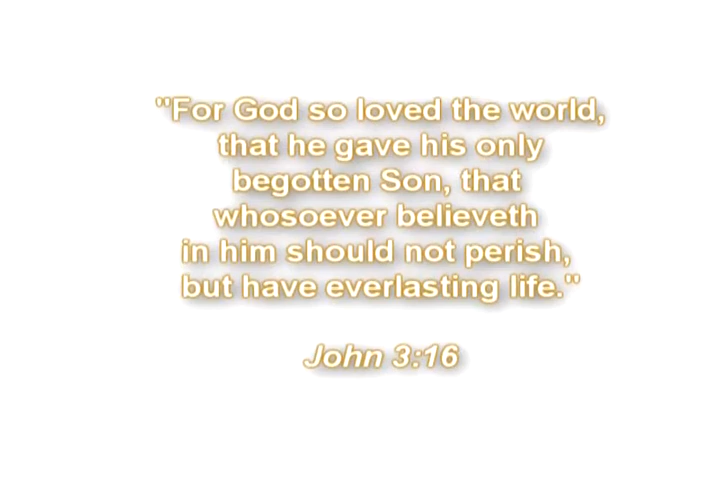 "For God so loved the world,
that he gave his only
begotten Son, that
whosoever believeth
in him should not perish,
but have everlasting life."
John 3:16